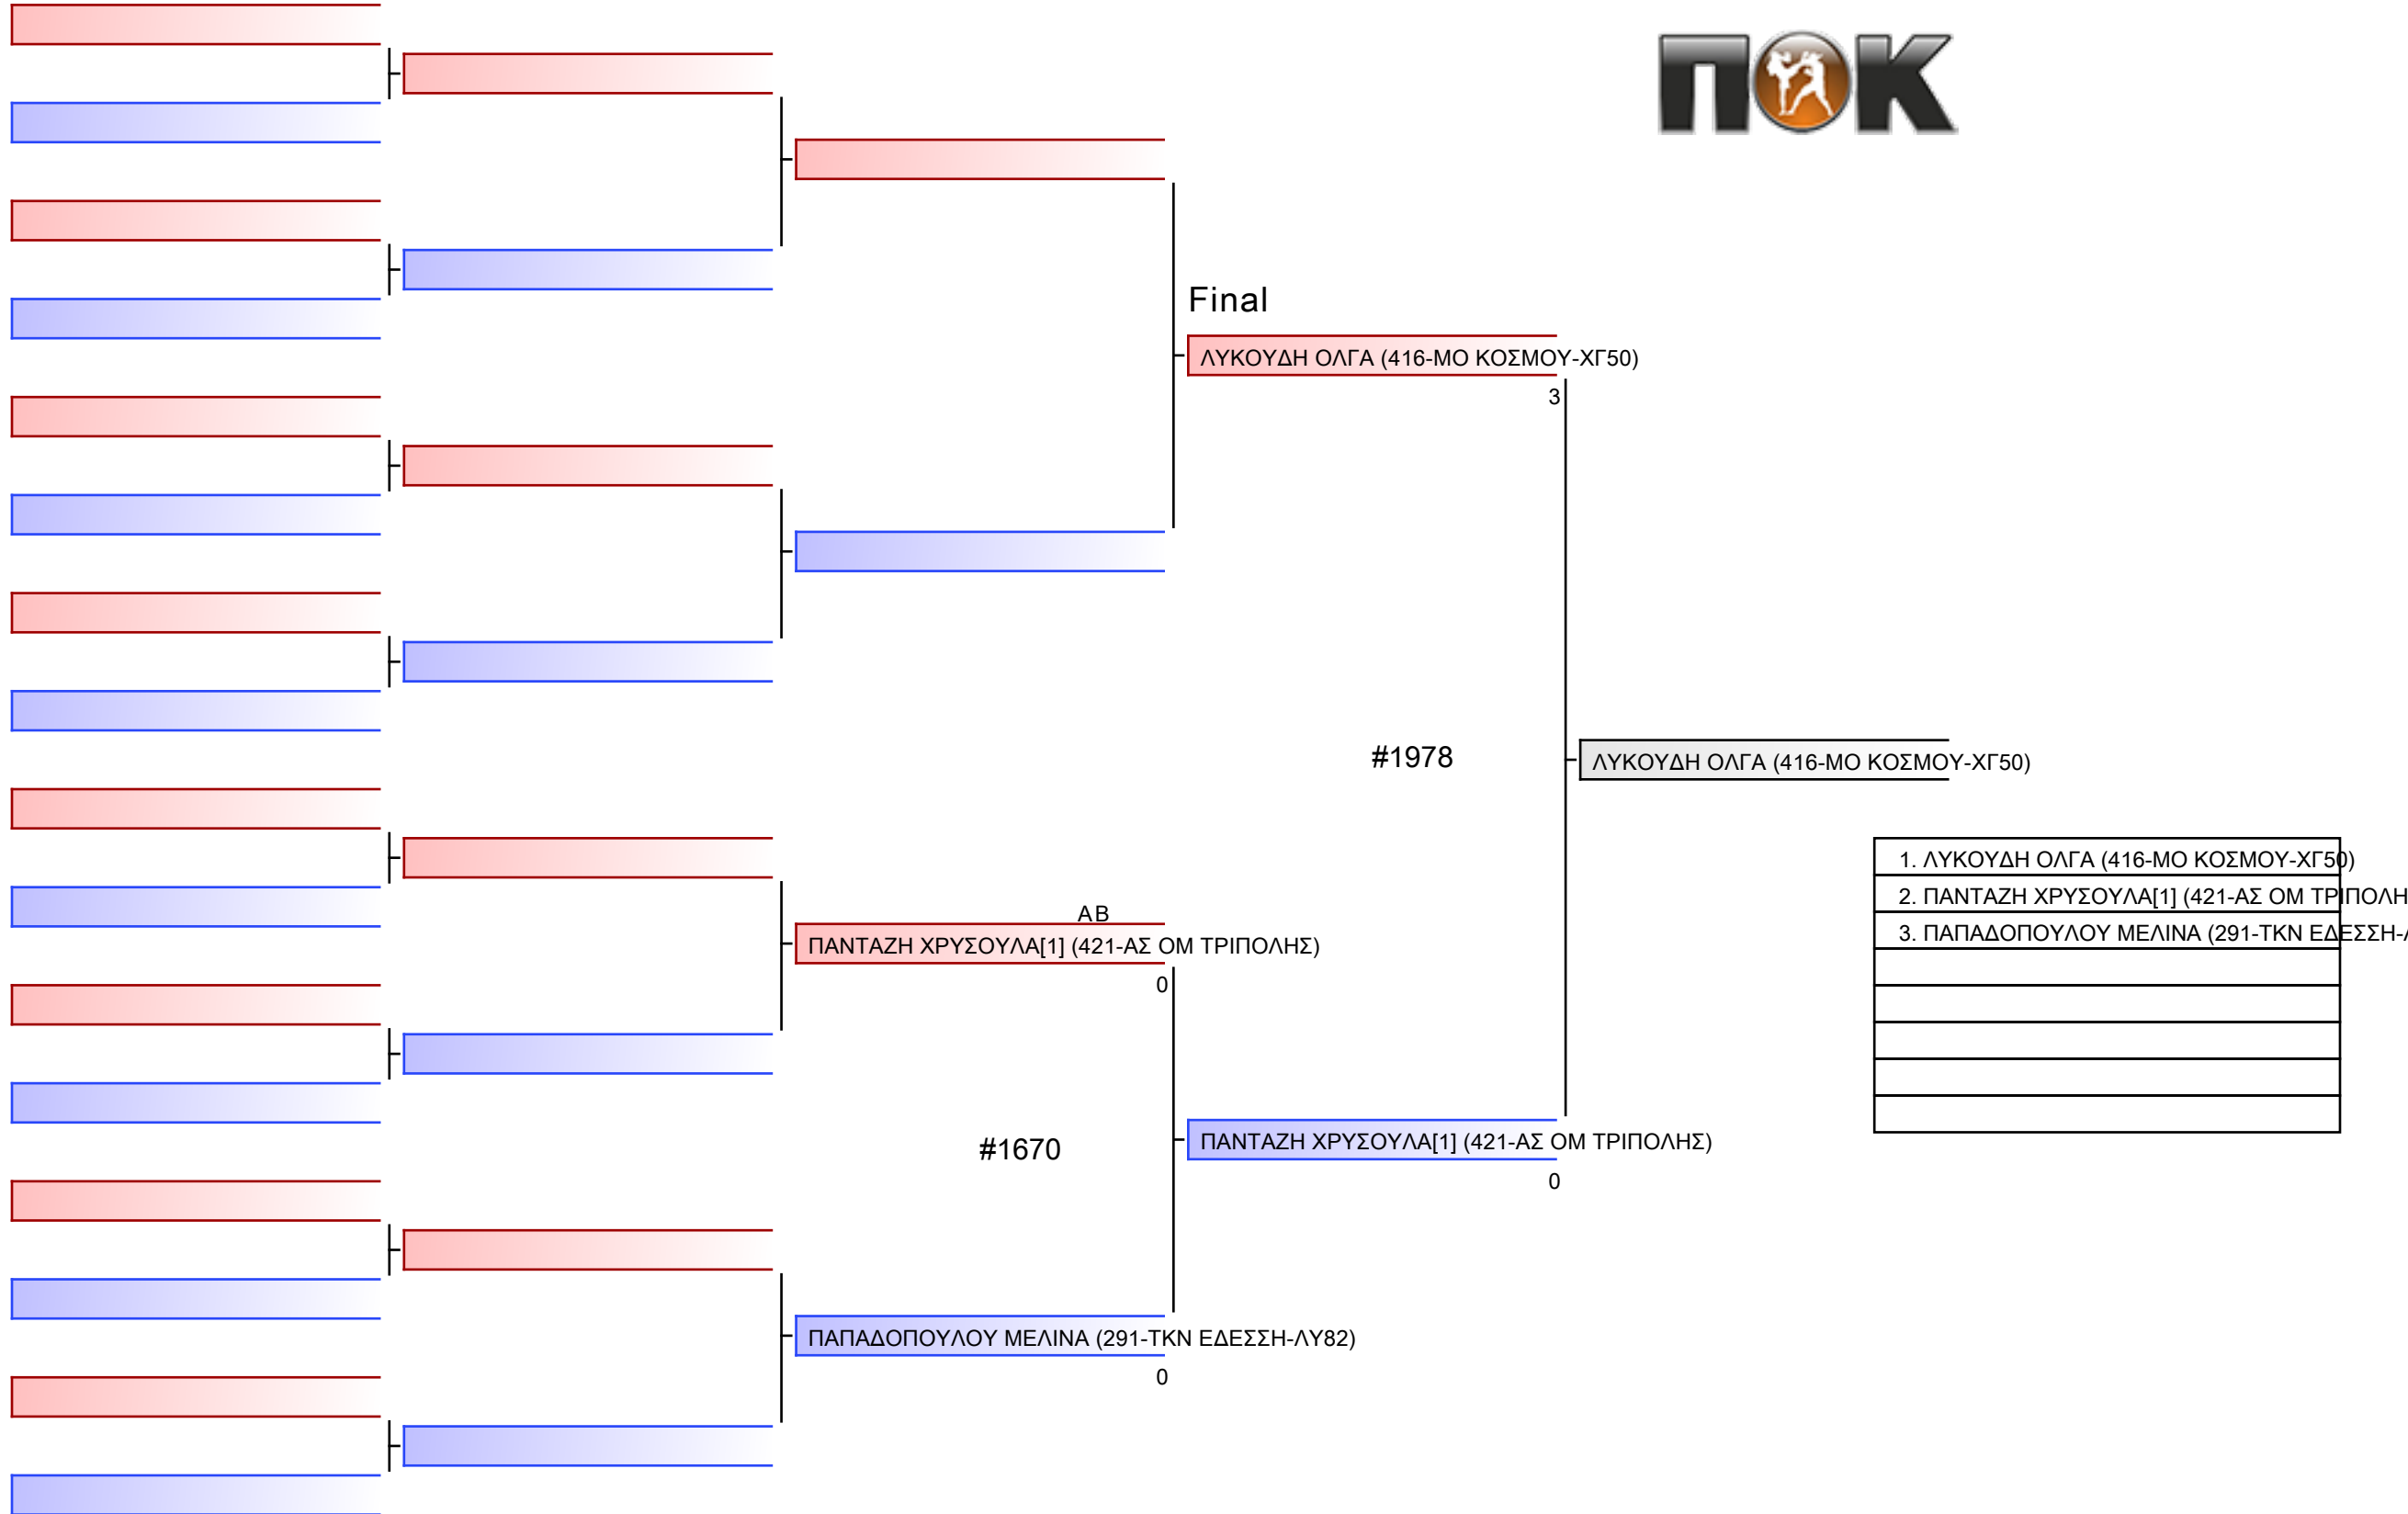 ΠΟΚ
Final
ΛΥΚΟΥΔΗ ΟΛΓΑ (416-ΜΟ ΚΟΣΜΟΥ-ΧΓ50)
3
#1978
ΛΥΚΟΥΔΗ ΟΛΓΑ (416-ΜΟ ΚΟΣΜΟΥ-ΧΓ50)
1. ΛΥΚΟΥΔΗ ΟΛΓΑ (416-ΜΟ ΚΟΣΜΟΥ-ΧΓ50)
2. ΠΑΝΤΑΖΗ ΧΡΥΣΟΥΛΑ[1] (421-ΑΣ ΟΜ ΤΡΙΠΟΛΗ
3. ΠΑΠΑΔΟΠΟΥΛΟΥ ΜΕΛΙΝΑ (291-ΤΚΝ ΕΔΕΣΣΗ-Λ
AB
ΠΑΝΤΑΖΗ ΧΡΥΣΟΥΛΑ[1] (421-ΑΣ ΟΜ ΤΡΙΠΟΛΗΣ)
0
#1670
ΠΑΝΤΑΖΗ ΧΡΥΣΟΥΛΑ[1] (421-ΑΣ ΟΜ ΤΡΙΠΟΛΗΣ)
0
ΠΑΠΑΔΟΠΟΥΛΟΥ ΜΕΛΙΝΑ (291-ΤΚΝ ΕΔΕΣΣΗ-ΛΥ82)
0